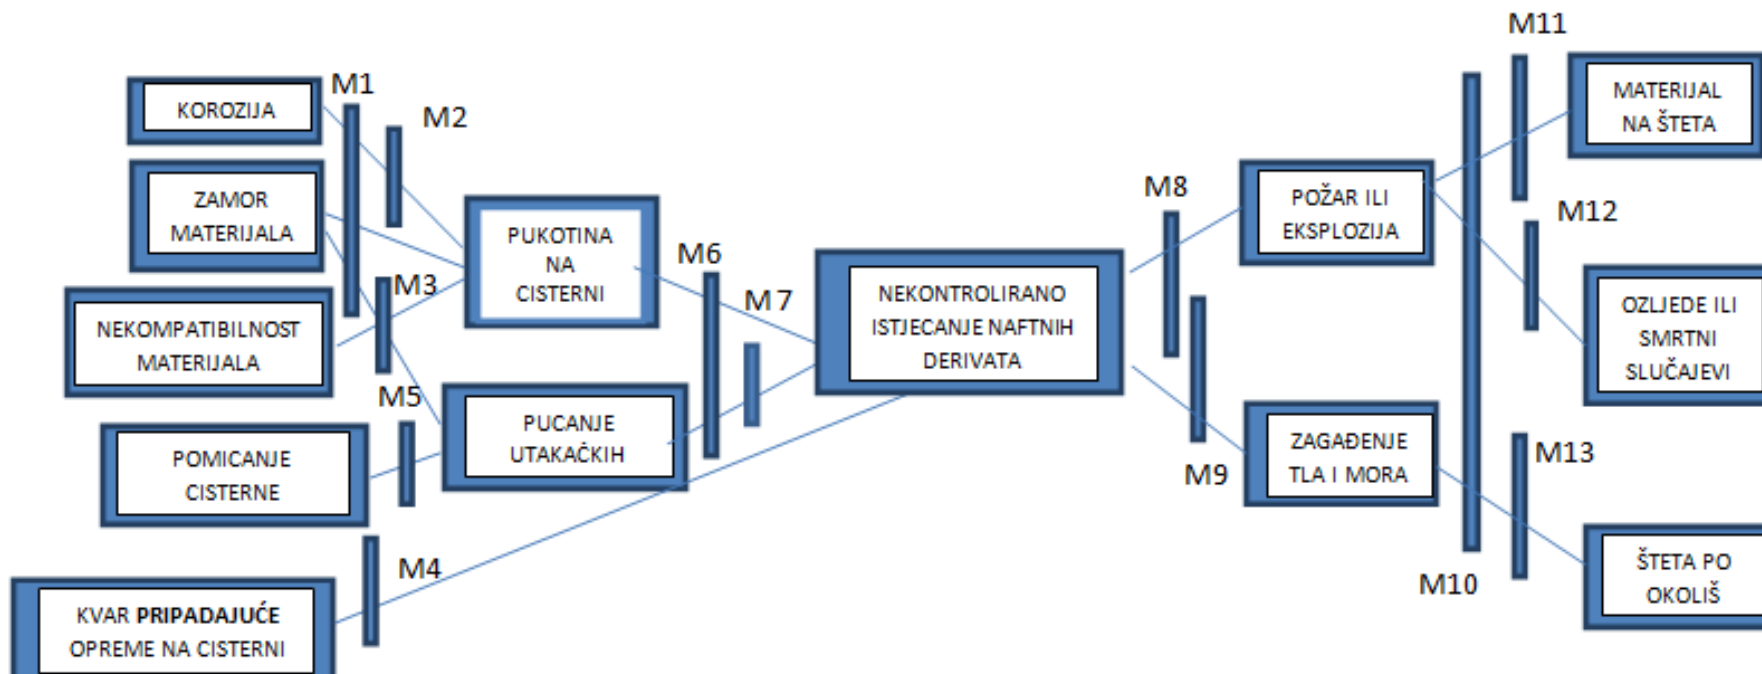 KOROZIJA
M1
M2
ZAMOR
MATERIJALA
NEKOMPATIBILNOST
MATERIJALA
M3
POMICANJE
CISTERNE
M5
KVAR PRIPADAJUĆE
OPREME NA CISTERNI
M4
PUKOTINA
NA
CISTERNI
PUCANJE
UTAKAČKIH
M6
M7
NEKONTROLIRANO
ISTJECANJE NAFTNIH
DERIVATA
M8
M9
POŽAR ILI
EKSPLOZIJA
ZAGAĐENJE
TLA I MORA
M10
M11
M12
M13
MATERIJAL
NA ŠTETA
OZLJEDE ILI
SMRTNI
SLUČAJEVI
ŠTETA PO
OKOLIŠ